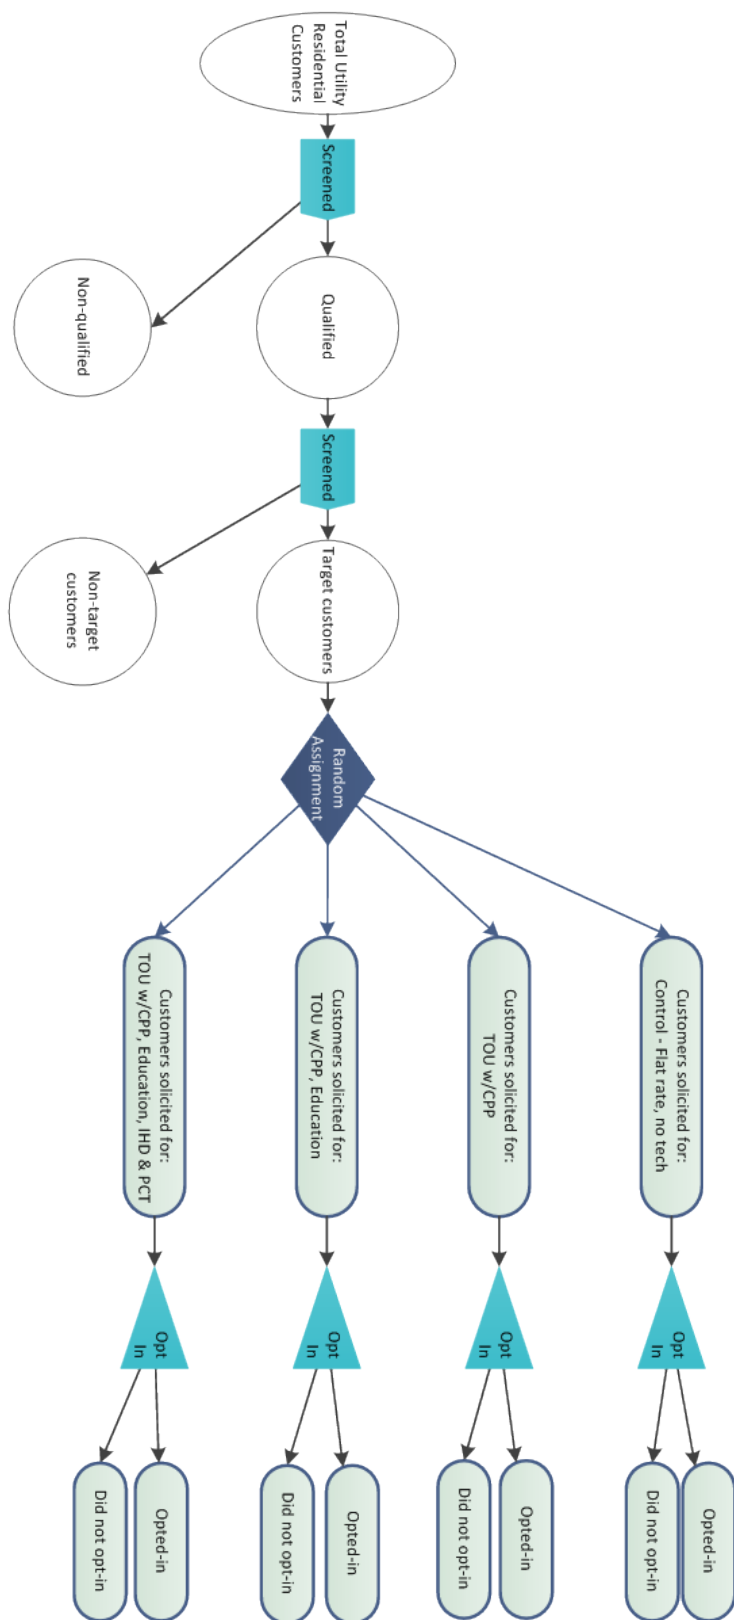 Total Utility
Residential
Customers
Screened
Qualified
Non-qualified
Screened
Target customers
Non-target
customers
Random
Assignment
Customers solicited for:
Control - Flat rate, no tech
Opt
In
Opted-in
Did not opt-in
Customers solicited for:
TOU w/CPP
Opt
In
Opted-in
Did not opt-in
Customers solicited for:
TOU w/CPP, Education
Opt
In
Opted-in
Did not opt-in
Customers solicited for:
TOU w/CPP, Education, IHD & PCT
Opt
In
Opted-in
Did not opt-in